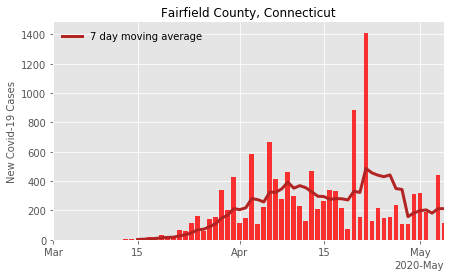 Fairfield County, Connecticut
7 day moving average
New Covid-19 Cases
1400
1200
1000
800
600
400
200
0
Mar 15 Apr 15 May
2020-May